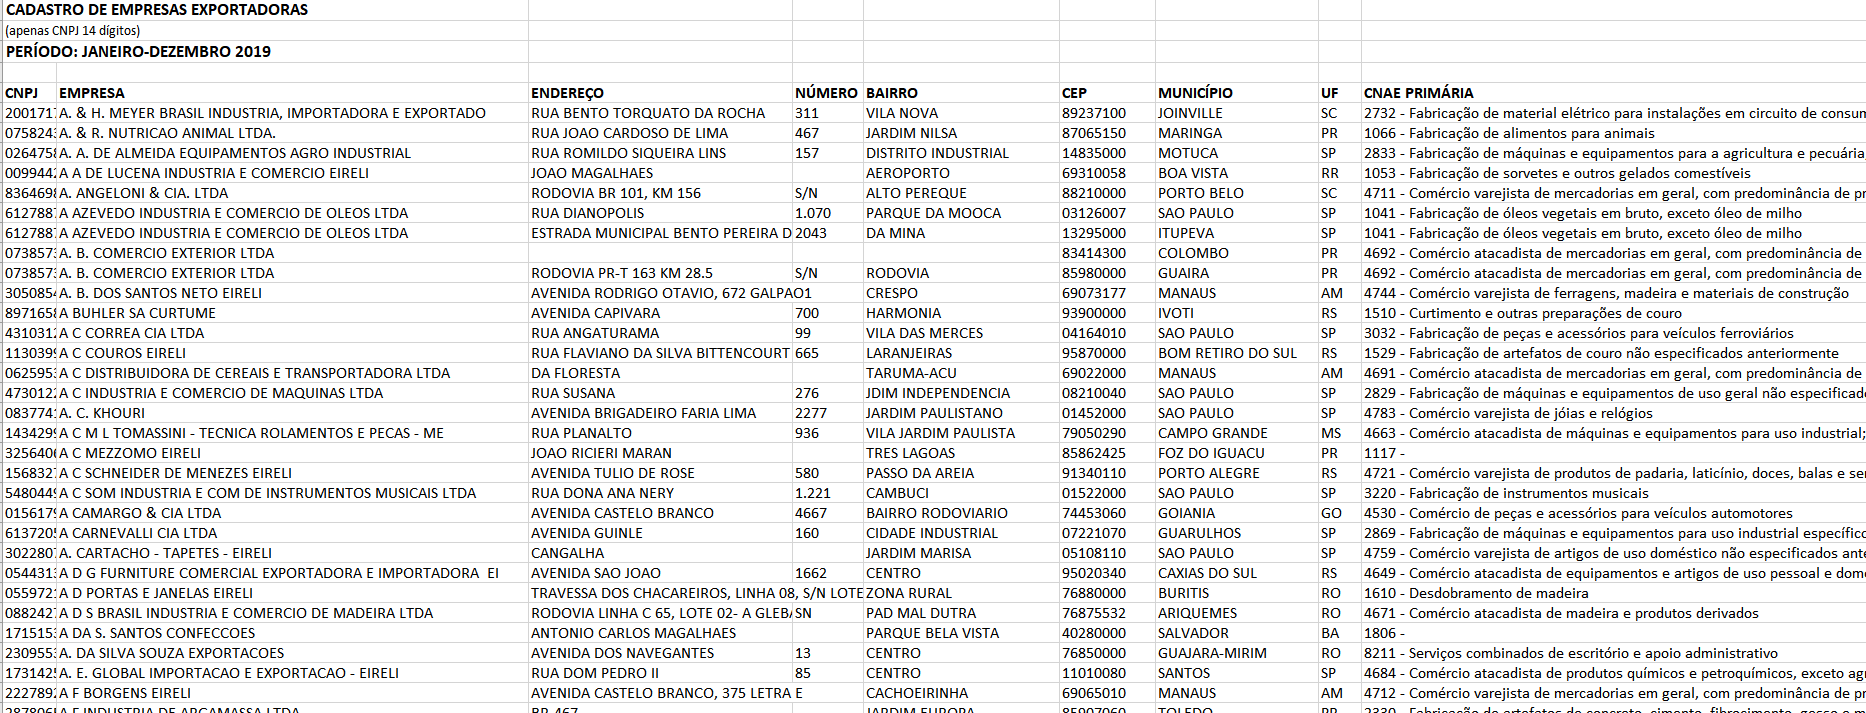 CADASTRO DE EMPRESAS EXPORTADORAS
(apenas CNPJ 14 dígitos)
PERÍODO: JANEIRO-DEZEMBRO 2019
CNPJ EMPRESA ENDEREÇO NÚMERO BAIRRO CEP MUNICÍPIO UF CNAE PRIMÁRIA
200171 A. & H. MEYER BRASIL INDUSTRIA, IMPORTADORA E EXPORTADO RUA BENTO TORQUATO DA ROCHA 311 VILA NOVA 89237100 JOINVILLE SC 2732 - Fabricação de material elétrico para instalações em circuito de consum
075824 A. & R. NUTRICAO ANIMAL LTDA. RUA JOAO CARDOSO DE LIMA 467 JARDIM NILSA 87065150 MARINGA PR 1066 - Fabricação de alimentos para animais
026475 A. A. DE ALMEIDA EQUIPAMENTOS AGRO INDUSTRIAL RUA ROMILDO SIQUEIRA LINS 157 DISTRITO INDUSTRIAL 14835000 MOTUCA SP 2833 - Fabricação de máquinas e equipamentos para a agricultura e pecuária,
009944 A A DE LUCENA INDUSTRIA E COMERCIO EIRELI JOAO MAGALHAES AEROPORTO 69310058 BOA VISTA RR 1053 - Fabricação de sorvetes e outros gelados comestíveis
836469 A. ANGELONI & CIA. LTDA RODOVIA BR 101, KM 156 S/N ALTO PEREQUE 88210000 PORTO BELO SC 4711 - Comércio varejista de mercadorias em geral, com predominância de pr
612788 A AZEVEDO INDUSTRIA E COMERCIO DE OLEOS LTDA RUA DIANOPOLIS 1.070 PARQUE DA MOOCA 03126007 SAO PAULO SP 1041 - Fabricação de óleos vegetais em bruto, exceto óleo de milho
612788 A AZEVEDO INDUSTRIA E COMERCIO DE OLEOS LTDA ESTRADA MUNICIPAL BENTO PEREIRA D 2043 DA MINA 13295000 ITUPEVA SP 1041 - Fabricação de óleos vegetais em bruto, exceto óleo de milho
073857 A. B. COMERCIO EXTERIOR LTDA 83414300 COLOMBO PR 4692 - Comércio atacadista de mercadorias em geral, com predominância de
073857 A. B. COMERCIO EXTERIOR LTDA RODOVIA PR-T 163 KM 28.5 S/N RODOVIA 85980000 GUAIRA PR 4692 - Comércio atacadista de mercadorias em geral, com predominância de
305085 A. B. DOS SANTOS NETO EIRELI AVENIDA RODRIGO OTAVIO, 672 GALPAO1 CRESPO 69073177 MANAUS AM 4744 - Comércio varejista de ferragens, madeira e materiais de construção
897165 A BUHLER SA CURTUME AVENIDA CAPIVARA 700 HARMONIA 93900000 IVOTI RS 1510 - Curtimento e outras preparações de couro
431031 A C CORREA CIA LTDA RUA ANGATURAMA 99 VILA DAS MERCES 04164010 SAO PAULO SP 3032 - Fabricação de peças e acessórios para veículos ferroviários
113039 A C COUROS EIRELI RUA FLAVIANO DA SILVA BITTENCOURT 665 LARANJEIRAS 95870000 BOM RETIRO DO SUL RS 1529 - Fabricação de artefatos de couro não especificados anteriormente
062595 A C DISTRIBUIDORA DE CEREAIS E TRANSPORTADORA LTDA DA FLORESTA TARUMA-ACU 69022000 MANAUS AM 4691 - Comércio atacadista de mercadorias em geral, com predominância de
473012 A C INDUSTRIA E COMERCIO DE MAQUINAS LTDA RUA SUSANA 276 JDIM INDEPENDENCIA 08210040 SAO PAULO SP 2829 - Fabricação de máquinas e equipamentos de uso geral não especificado
083774 A. C. KHOURI AVENIDA BRIGADEIRO FARIA LIMA 2277 JARDIM PAULISTANO 01452000 SAO PAULO SP 4783 - Comércio varejista de jóias e relógios
143429 A C M L TOMASSINI - TECNICA ROLAMENTOS E PECAS - ME RUA PLANALTO 936 VILA JARDIM PAULISTA 79050290 CAMPO GRANDE MS 4663 - Comércio atacadista de máquinas e equipamentos para uso industrial;
325640 A C MEZZOMO EIRELI JOAO RICIERI MARAN TRES LAGOAS 85862425 FOZ DO IGUACU PR 1117 -
156832 A C SCHNEIDER DE MENEZES EIRELI AVENIDA TULIO DE ROSE 580 PASSO DA AREIA 91340110 PORTO ALEGRE RS 4721 - Comércio varejista de produtos de padaria, laticínio, doces, balas e sem
548044 A C SOM INDUSTRIA E COM DE INSTRUMENTOS MUSICAIS LTDA RUA DONA ANA NERY 1.221 CAMBUCI 01522000 SAO PAULO SP 3220 - Fabricação de instrumentos musicais
015617 A CAMARGO & CIA LTDA AVENIDA CASTELO BRANCO 4667 BAIRRO RODOVIARIO 74453060 GOIANIA GO 4530 - Comércio de peças e acessórios para veículos automotores
613720 A CARNEVALLI CIA LTDA AVENIDA GUINLE 160 CIDADE INDUSTRIAL 07221070 GUARULHOS SP 2869 - Fabricação de máquinas e equipamentos para uso industrial específico
302280 A. CARTACHO - TAPETES - EIRELI CANGALHA JARDIM MARISA 05108110 SAO PAULO SP 4759 - Comércio varejista de artigos de uso doméstico não especificados ante
054431 A D G FURNITURE COMERCIAL EXPORTADORA E IMPORTADORA EI AVENIDA SAO JOAO 1662 CENTRO 95020340 CAXIAS DO SUL RS 4649 - Comércio atacadista de equipamentos e artigos de uso pessoal e dom
055972 A D PORTAS E JANELAS EIRELI TRAVESSA DOS CHACAREIROS, LINHA 08, S/N LOTE ZONA RURAL 76880000 BURITIS RO 1610 - Desdobramento de madeira
088242 A D S BRASIL INDUSTRIA E COMERCIO DE MADEIRA LTDA RODOVIA LINHA C 65, LOTE 02- A GLEBA SN PAD MAL DUTRA 76875532 ARIQUEMES RO 4671 - Comércio atacadista de madeira e produtos derivados
171515 A DA S. SANTOS CONFECCOES ANTONIO CARLOS MAGALHAES PARQUE BELA VISTA 40280000 SALVADOR BA 1806 -
230955 A. DA SILVA SOUZA EXPORTACOES AVENIDA DOS NAVEGANTES 13 CENTRO 76850000 GUAJARA-MIRIM RO 8211 - Serviços combinados de escritório e apoio administrativo
173142 A. E. GLOBAL IMPORTACAO E EXPORTACAO - EIRELI RUA DOM PEDRO II 85 CENTRO 11010080 SANTOS SP 4684 - Comércio atacadista de produtos químicos e petroquímicos, exceto ag
222789 A F BORGENS EIRELI AVENIDA CASTELO BRANCO, 375 LETRA E CACHOEIRINHA 69065010 MANAUS AM 4712 - Comércio varejista de mercadorias em geral, com predominância de pr